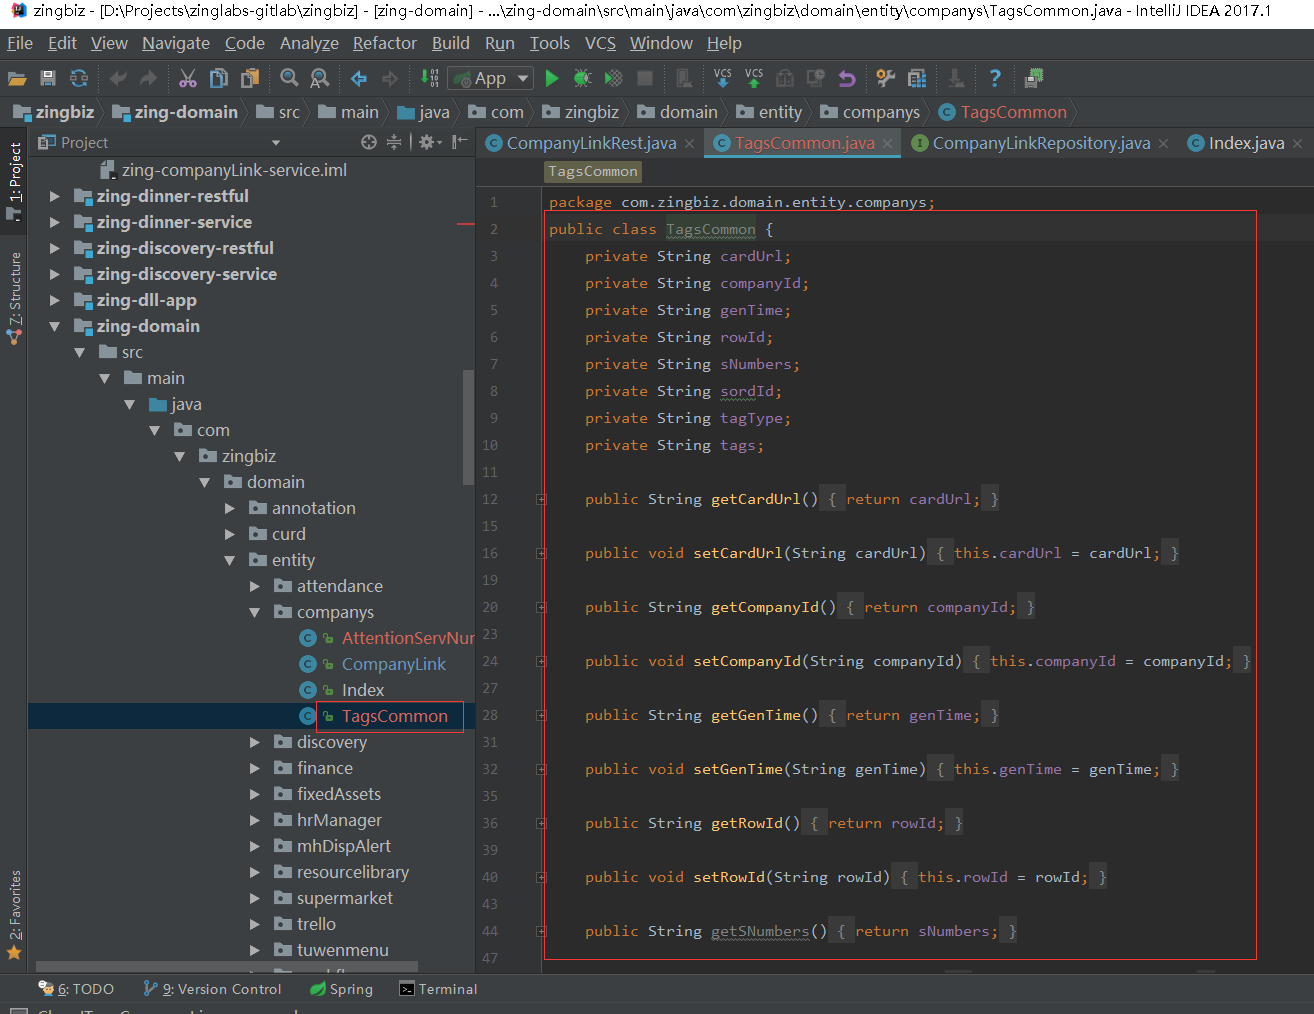 zingbiz - [D:\Projects\zinglabs-gitlab\zingbiz] - [zing-domain] - ...\zing-domain\src\main\java\com\zingbiz\domain\entity\companys\TagsCommon.java - IntelliJ IDEA 2017.1
File Edit View Navigate Code Analyze Refactor Build Run Tools VCS Window Help
App VCS VCS
zingbiz zing-domain src main java com zingbiz domain entity companys TagsCommon
Project
CompanyLinkRest.java TagsCommon.java CompanyLinkRepository.java Index.java
1: Project
Z: Structure
2: Favorites
zing-companyLink-service.iml
zing-dinner-restful
zing-dinner-service
zing-discovery-restful
zing-discovery-service
zing-dll-app
zing-domain
src
main
java
com
zingbiz
domain
annotation
curd
entity
attendance
companys
AttentionServNur
CompanyLink
Index
TagsCommon
discovery
finance
fixedAssets
hrManager
mhDispAlert
resourcelibrary
supermarket
trello
tuwenmenu
TagsCommon
1 package com.zingbiz.domain.entity.companys;
2 public class TagsCommon {
3 private String cardUrl;
4 private String companyId;
5 private String genTime;
6 private String rowId;
7 private String sNumbers;
8 private String sordId;
9 private String tagType;
10 private String tags;
11
12 public String getCardUrl() { return cardUrl; }
15
16 public void setCardUrl(String cardUrl) { this.cardUrl = cardUrl; }
19
20 public String getCompanyId() { return companyId; }
23
24 public void setCompanyId(String companyId) { this.companyId = companyId; }
27
28 public String getGenTime() { return genTime; }
31
32 public void setGenTime(String genTime) { this.genTime = genTime; }
35
36 public String getRowId() { return rowId; }
39
40 public void setRowId(String rowId) { this.rowId = rowId; }
43
44 public String getSNumbers() { return sNumbers; }
47
6: TODO 9: Version Control Spring Terminal